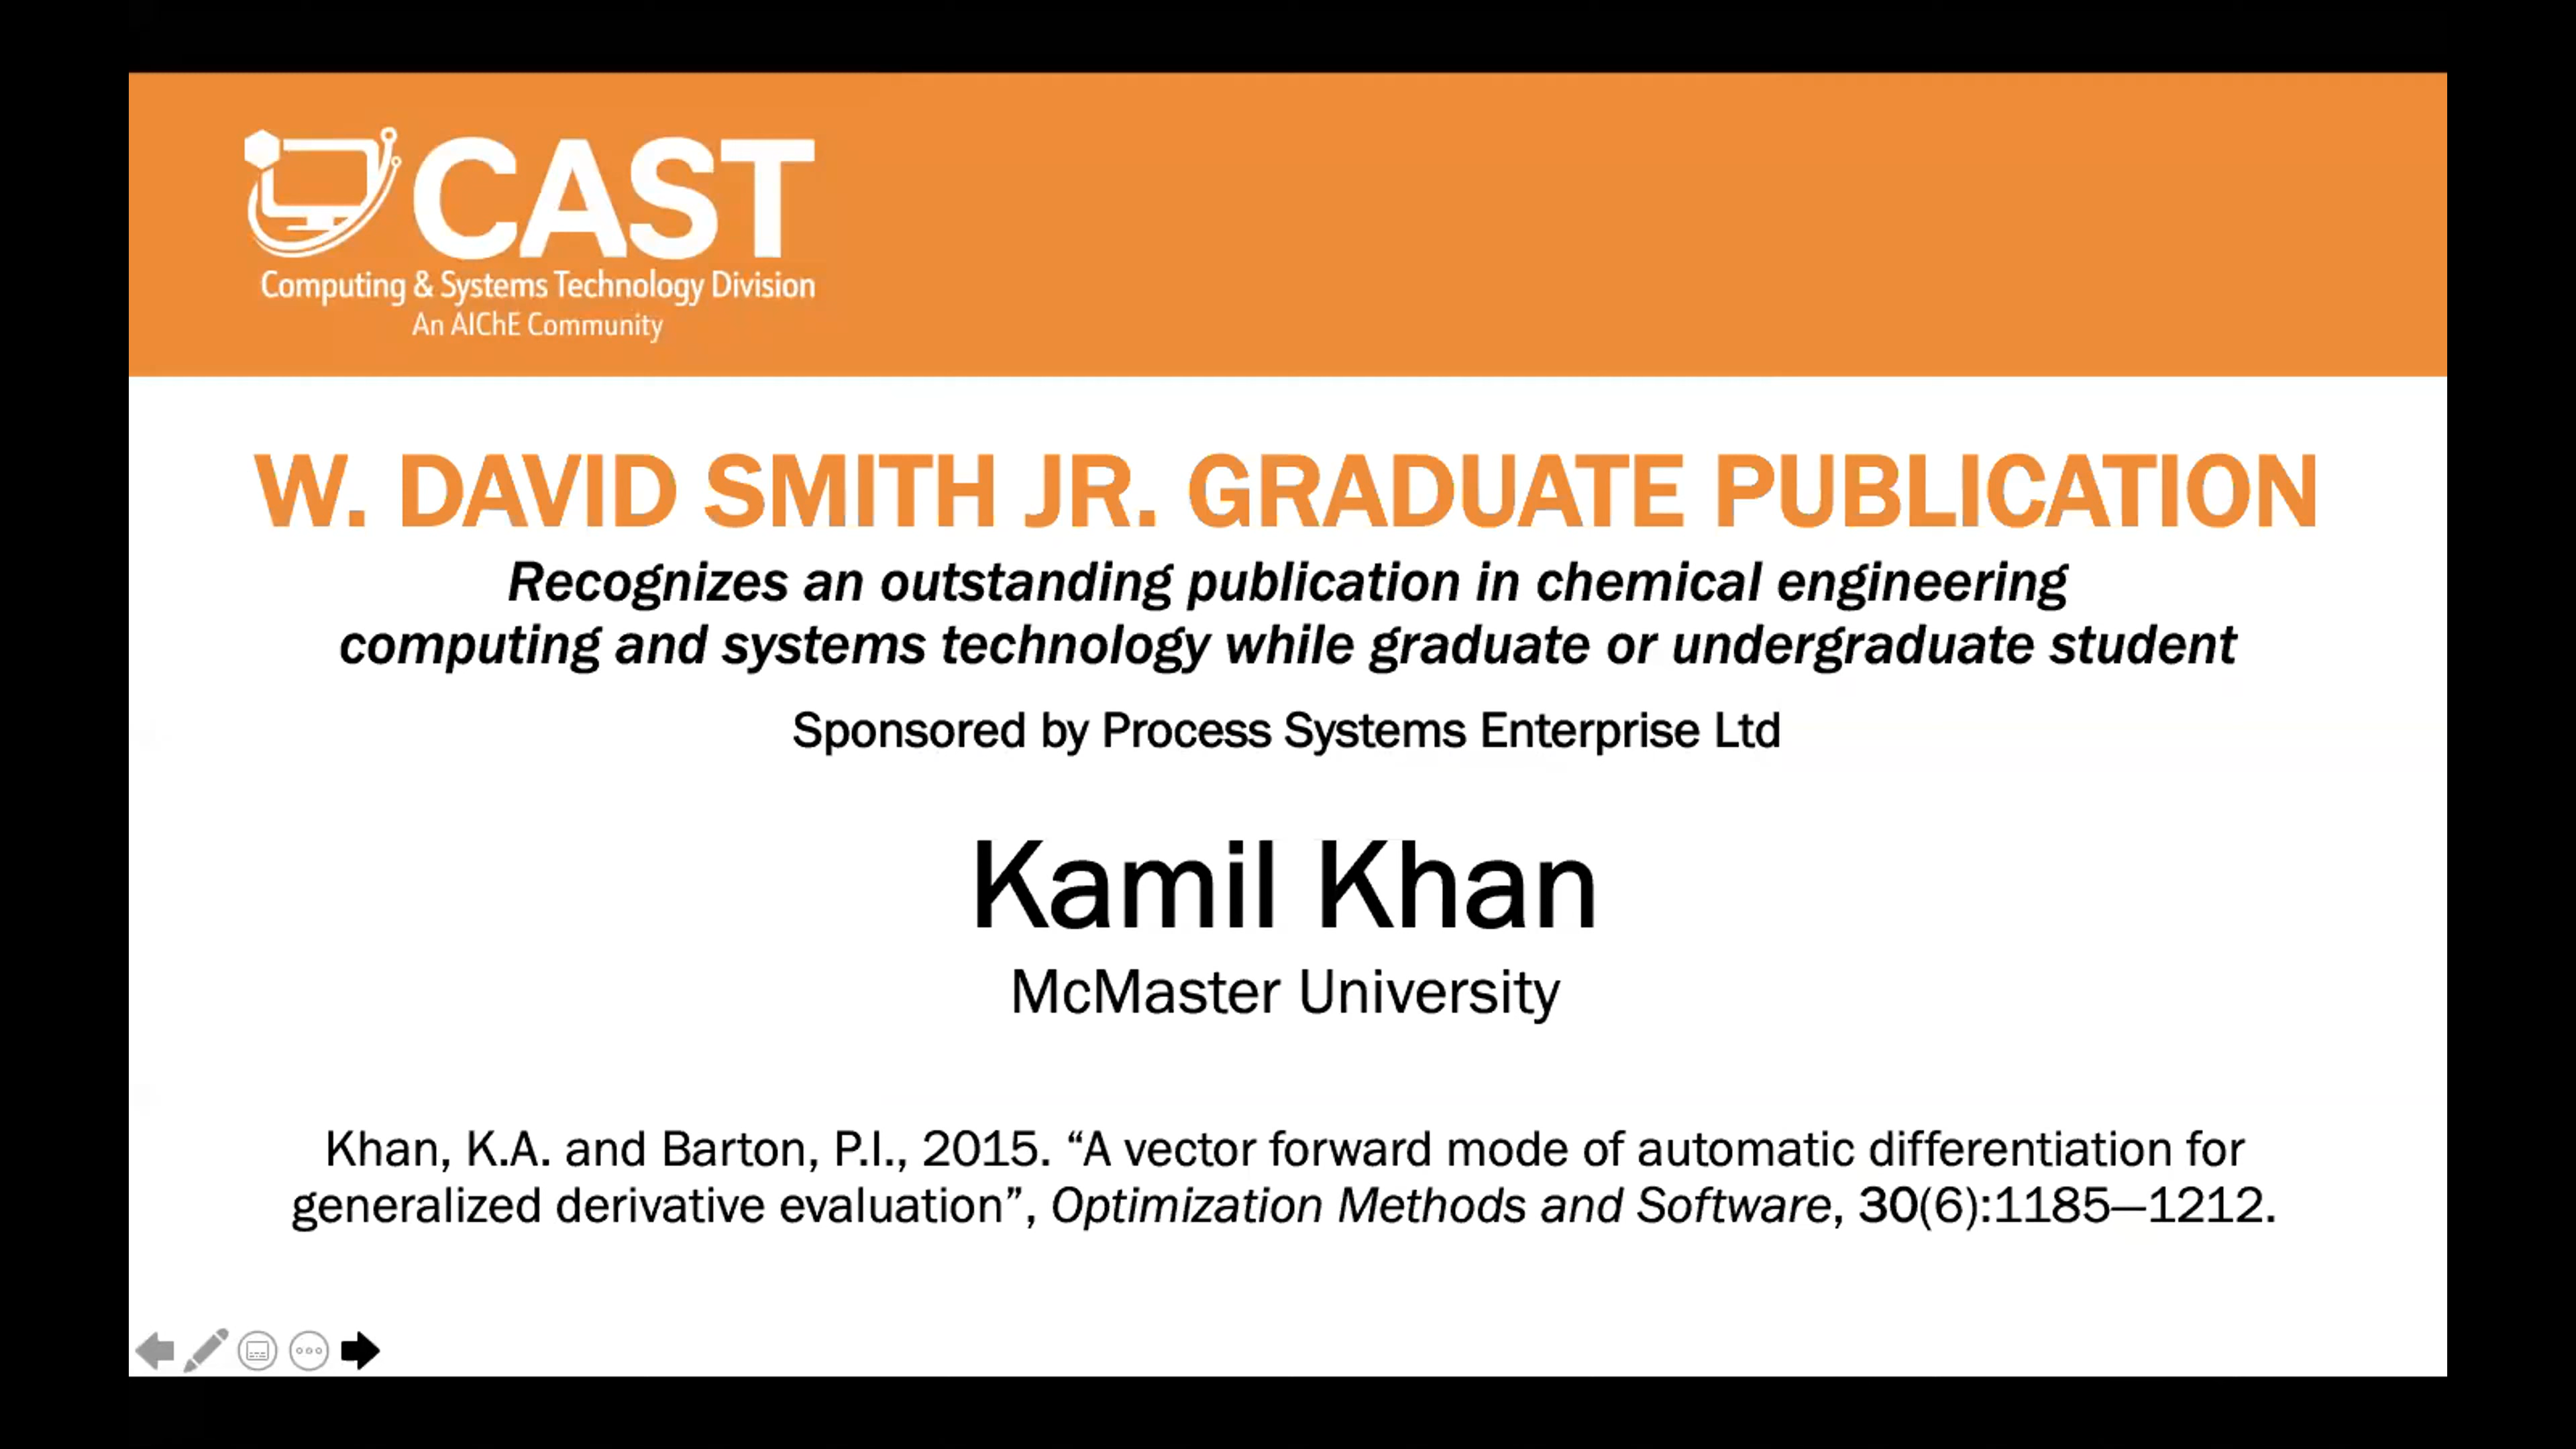 CAST
Computing & Systems Technology Division
An AIChE Community
W. DAVID SMITH JR. GRADUATE PUBLICATION
Recognizes an outstanding publication in chemical engineering
computing and systems technology while graduate or undergraduate student
Sponsored by Process Systems Enterprise Ltd
Kamil Khan
McMaster University
Khan, K.A. and Barton, P.I., 2015. “A vector forward mode of automatic differentiation for
generalized derivative evaluation”, Optimization Methods and Software, 30(6):1185—1212.